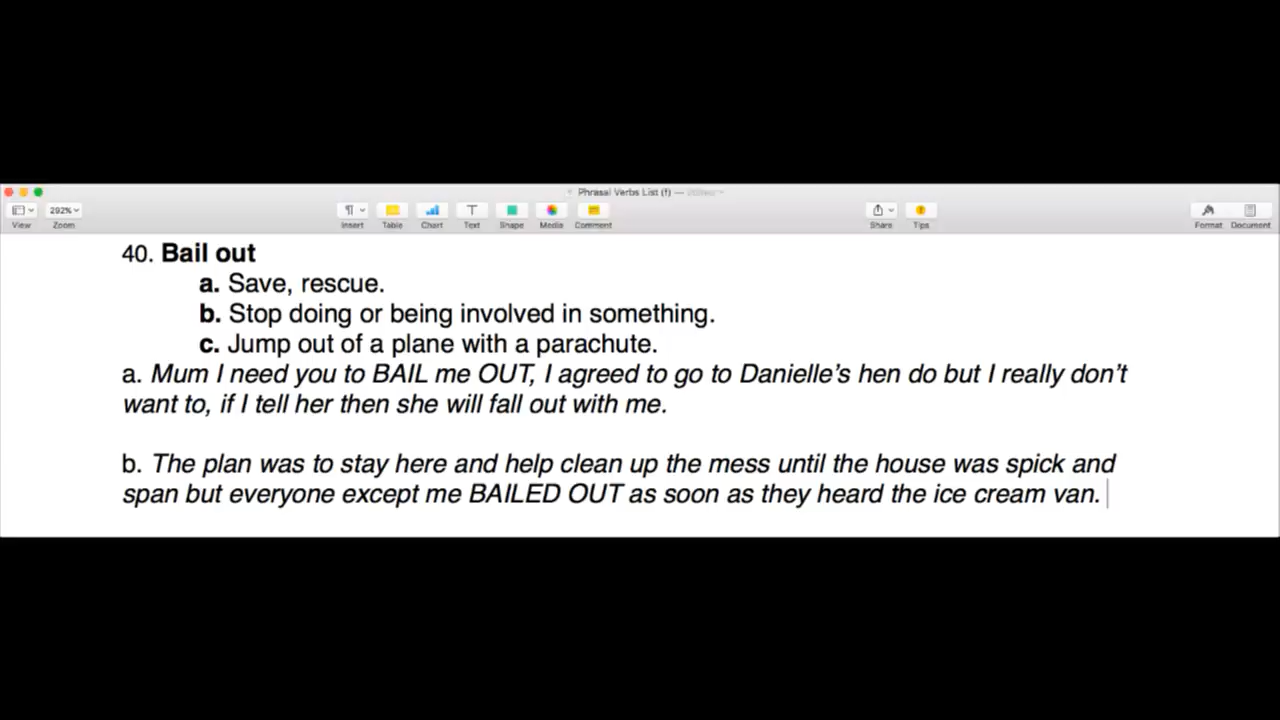 Phrasal Verbs List (f) —
292%
View
Zoom
Insert
Table
Chart
Text
Shape
Media
Comment
Share
Tips
Format
Document
40. Bail out
a. Save, rescue.
b. Stop doing or being involved in something.
c. Jump out of a plane with a parachute.
a. Mum I need you to BAIL me OUT, I agreed to go to Danielle’s hen do but I really don’t
want to, if I tell her then she will fall out with me.
b. The plan was to stay here and help clean up the mess until the house was spick and
span but everyone except me BAILED OUT as soon as they heard the ice cream van.